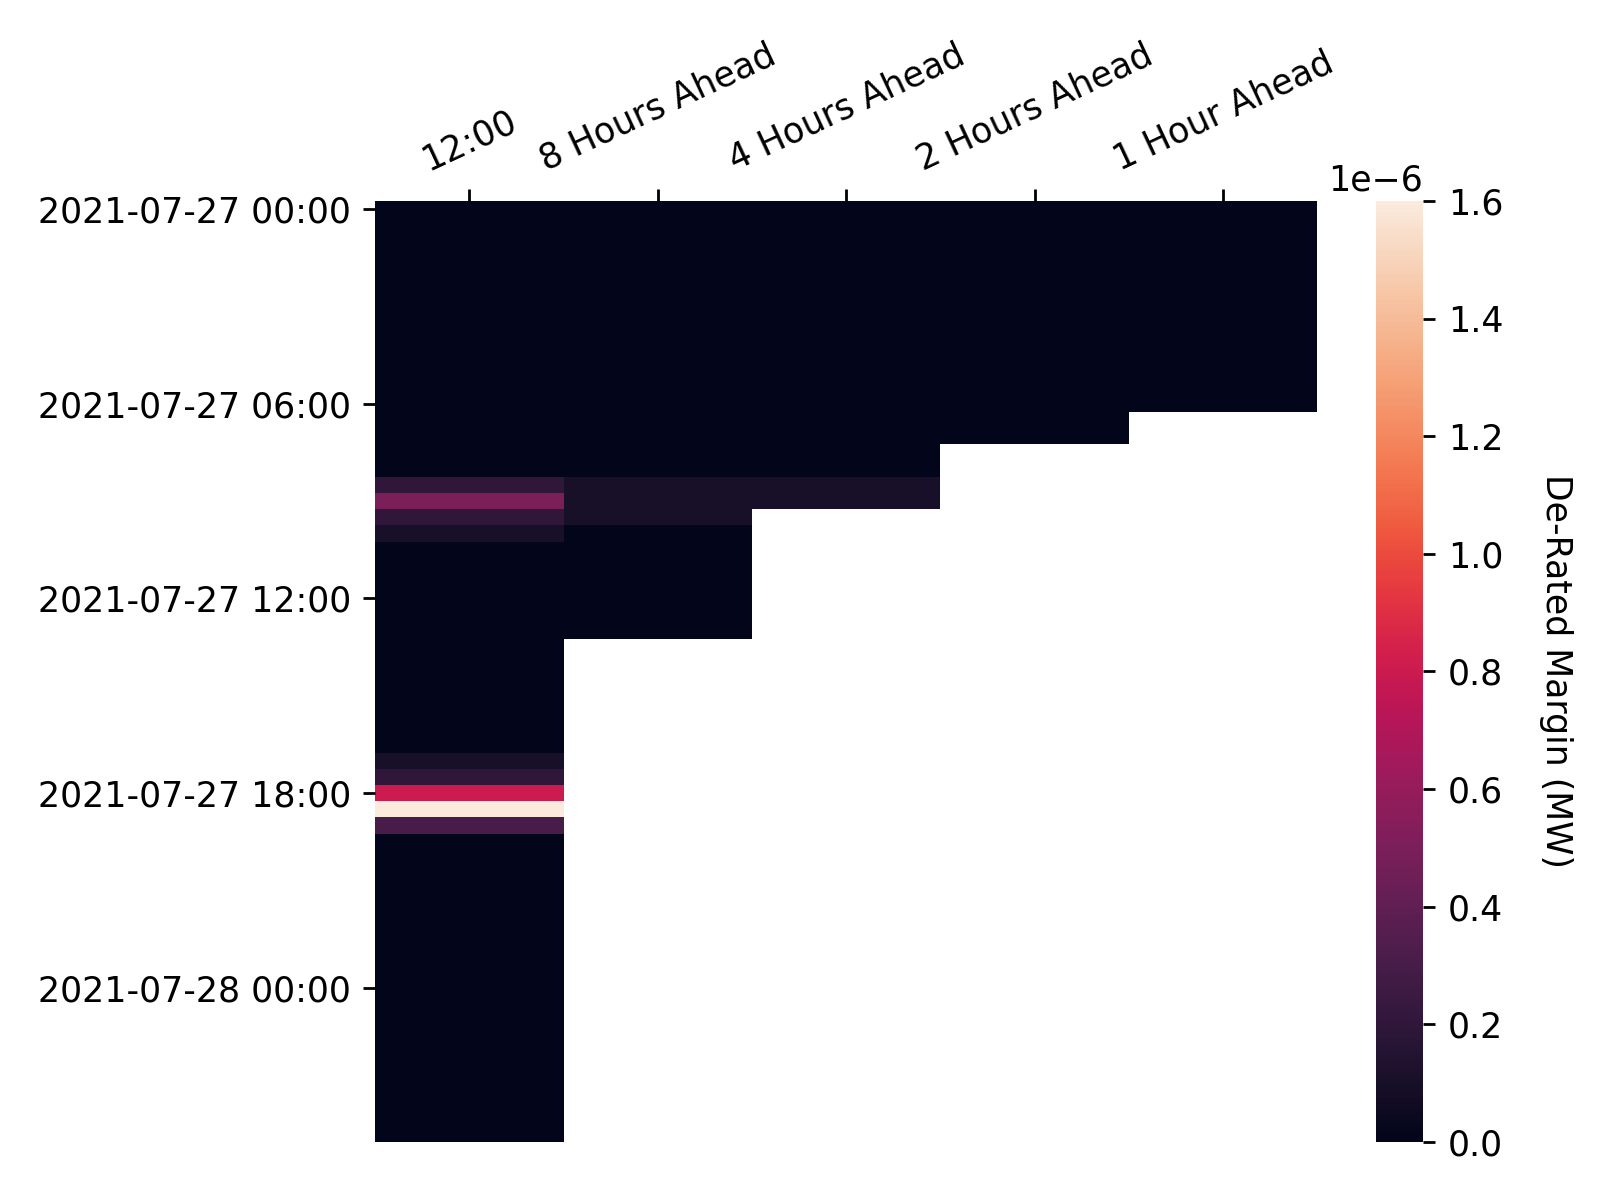 12:00
8 Hours Ahead
4 Hours Ahead
2 Hours Ahead
1 Hour Ahead
2021-07-27 00:00
2021-07-27 06:00
2021-07-27 12:00
2021-07-27 18:00
2021-07-28 00:00
1e−6
1.6
1.4
1.2
1.0
0.8
0.6
0.4
0.2
0.0
De-Rated Margin (MW)